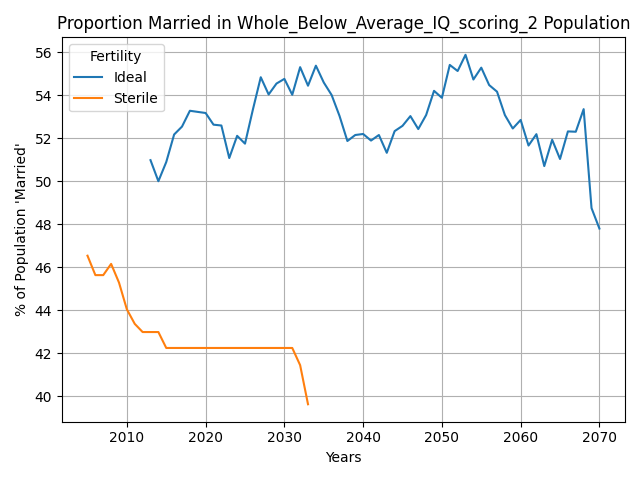 Proportion Married in Whole_Below_Average_IQ_scoring_2 Population
% of Population 'Married'
Fertility
Ideal
Sterile
56
54
52
50
48
46
44
42
40
2010 2020 2030 2040 2050 2060 2070
Years